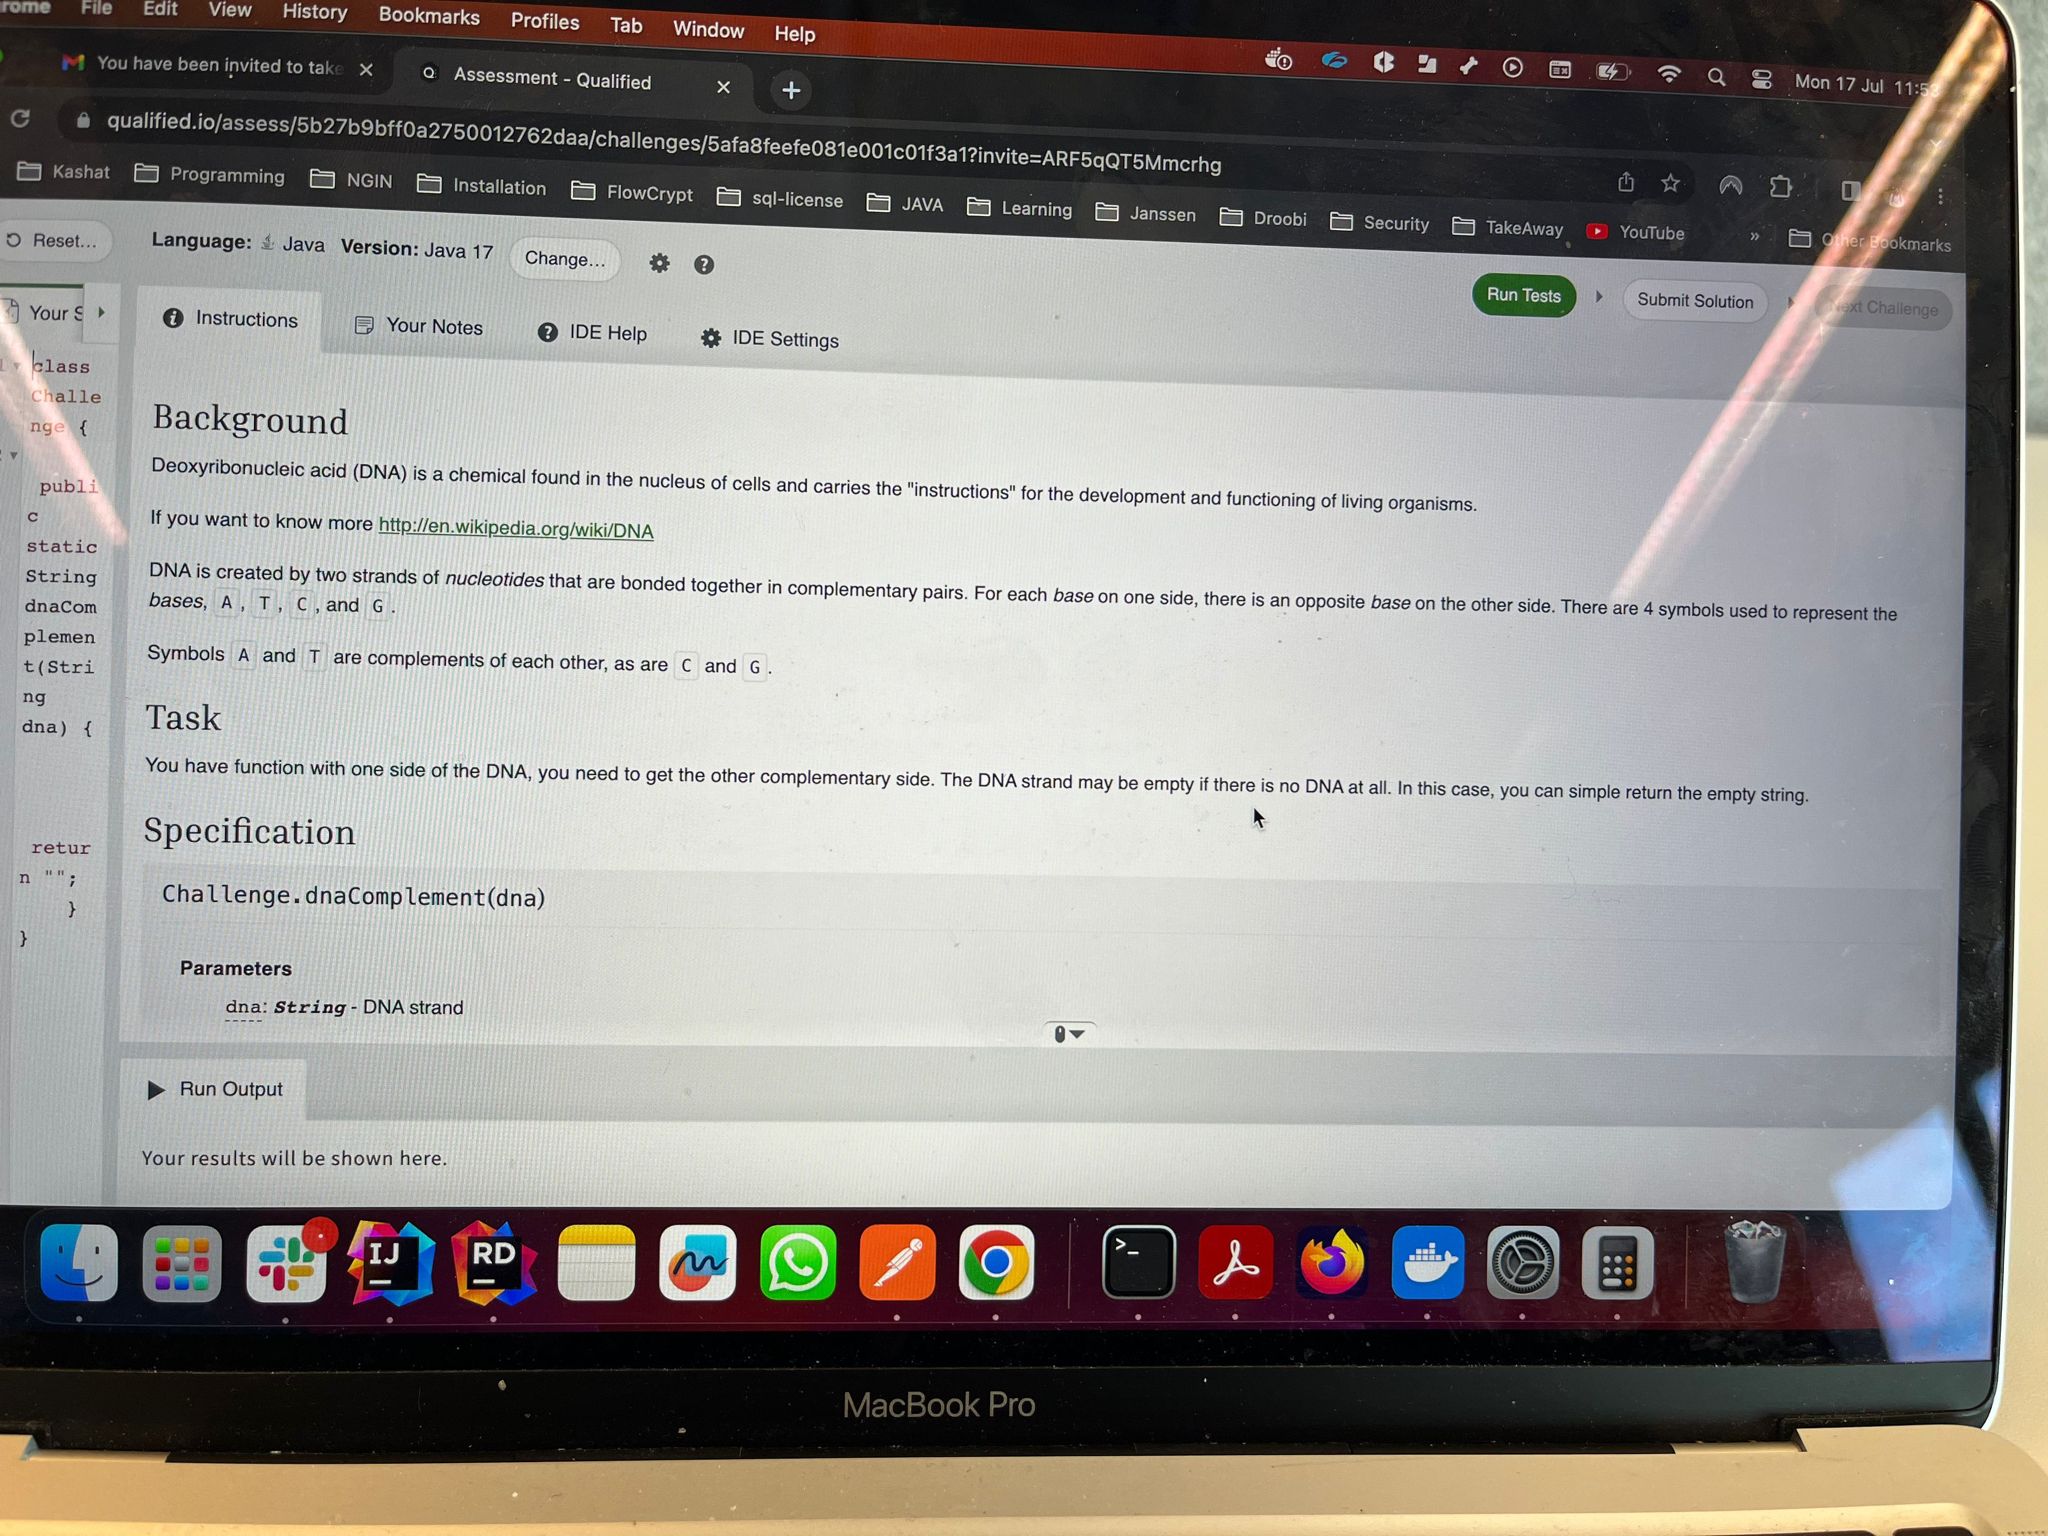 File Edit View History Bookmarks Profiles Tab Window Help
Mon 17 Jul
You have been invited to take
Assessment - Qualified
qualified.io/assess/5b27b9bff0a2750012762daa/challenges/5afa8feefe081e001c01f3a1?invite=ARF5qQT5Mmcrhg
Kashat Programming NGIN Installation FlowCrypt sql-license JAVA Learning Janssen Droobi Security TakeAway YouTube » Other Bookmarks
Reset... Language: Java Version: Java 17 Change...
Run Tests Submit Solution Next Challenge
Your S
Instructions Your Notes IDE Help IDE Settings
class
Challe
nge {
publi
c
static
String
dnaCom
plemen
t(Stri
ng
dna) {
retur
n "";
}
}
Background
Deoxyribonucleic acid (DNA) is a chemical found in the nucleus of cells and carries the "instructions" for the development and functioning of living organisms.
If you want to know more http://en.wikipedia.org/wiki/DNA
DNA is created by two strands of nucleotides that are bonded together in complementary pairs. For each base on one side, there is an opposite base on the other side. There are 4 symbols used to represent the
bases, A , T , C , and G .
Symbols A and T are complements of each other, as are C and G .
Task
You have function with one side of the DNA, you need to get the other complementary side. The DNA strand may be empty if there is no DNA at all. In this case, you can simple return the empty string.
Specification
Challenge.dnaComplement(dna)
Parameters
dna: String - DNA strand
Run Output
Your results will be shown here.
IJ
RD
>_
MacBook Pro